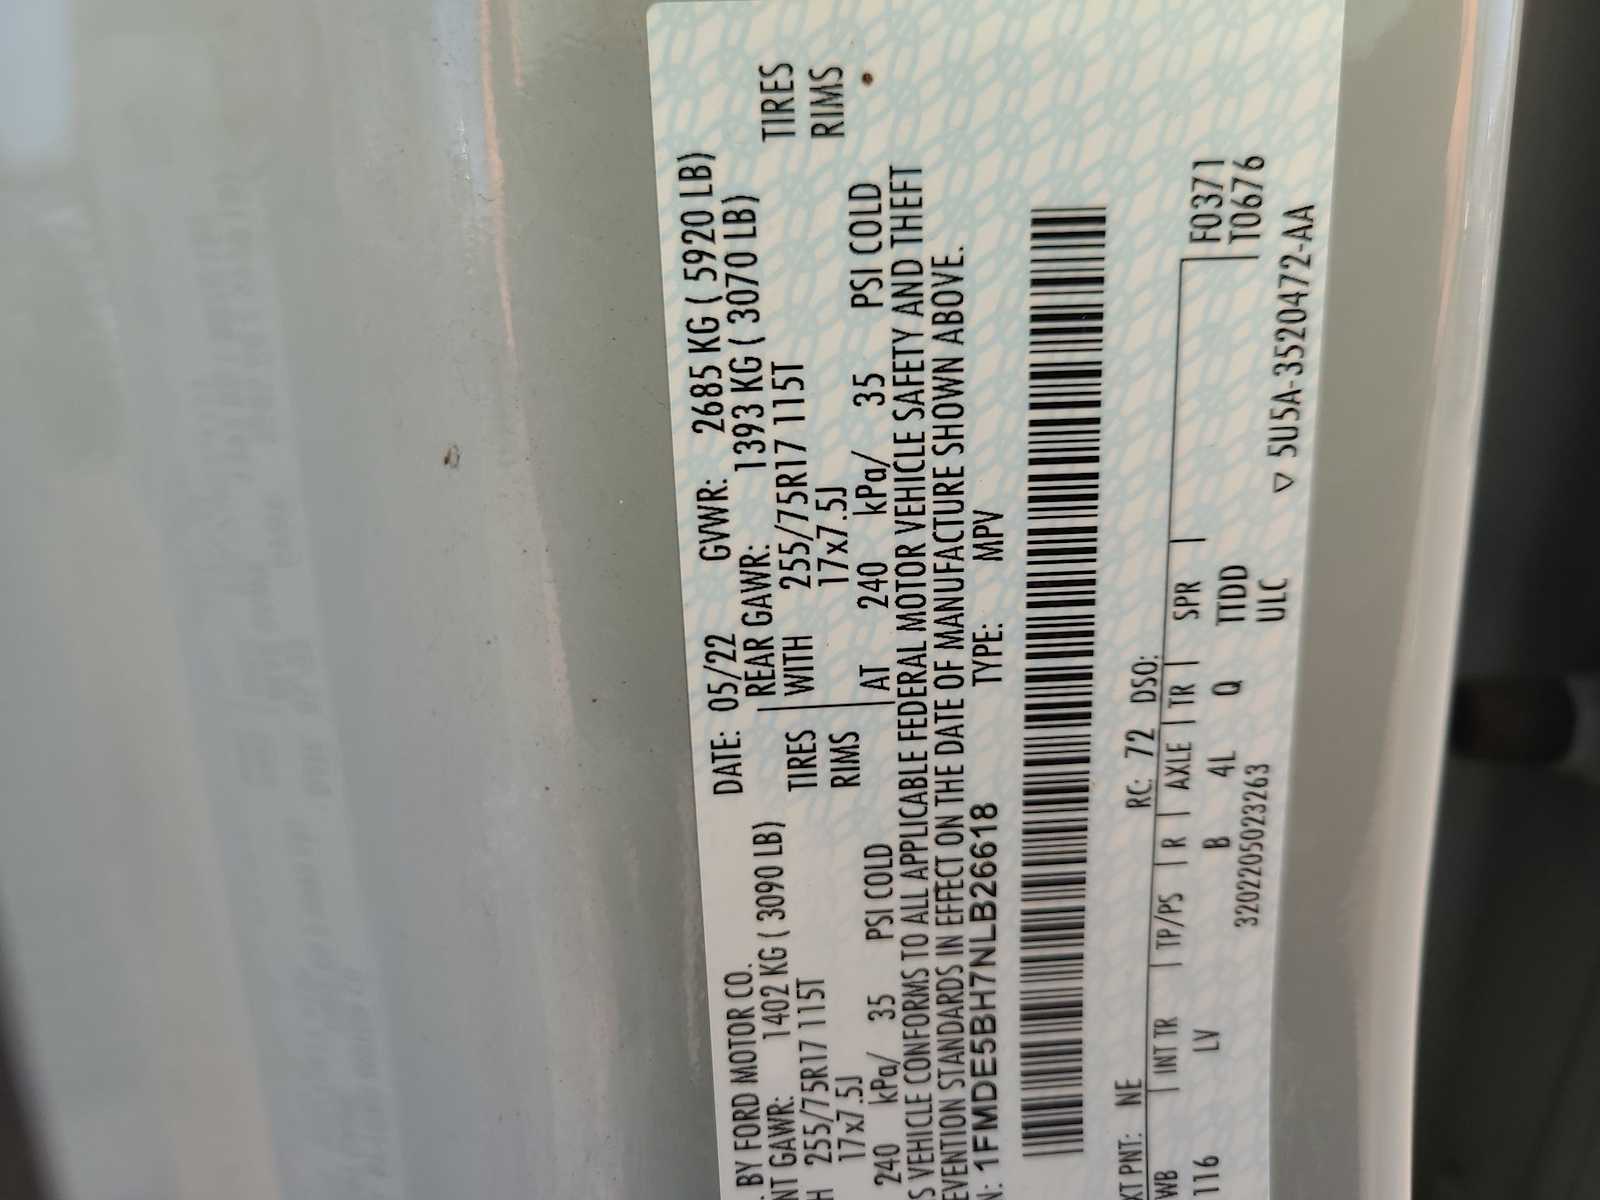 . BY FORD MOTOR CO. DATE: 05/22 GVWR: 2685 KG ( 5920 LB)
NT GAWR: 1402 KG ( 3090 LB) REAR GAWR: 1393 KG ( 3070 LB)
H 255/75R17 115T TIRES WITH 255/75R17 115T TIRES
17x7.5J RIMS 17x7.5J RIMS
240 kPa/ 35 PSI COLD AT 240 kPa/ 35 PSI COLD
S VEHICLE CONFORMS TO ALL APPLICABLE FEDERAL MOTOR VEHICLE SAFETY AND THEFT
EVENTION STANDARDS IN EFFECT ON THE DATE OF MANUFACTURE SHOWN ABOVE.
N: 1FMDE5BH7NLB26618 TYPE: MPV
XT PNT: NE RC: 72 DSO:
WB | INT TR | TP/PS | R | AXLE | TR | SPR | F0371
116 LV B 4L Q TTDD T0676
3202205023263 ULC
▽ 5U5A-3520472-AA